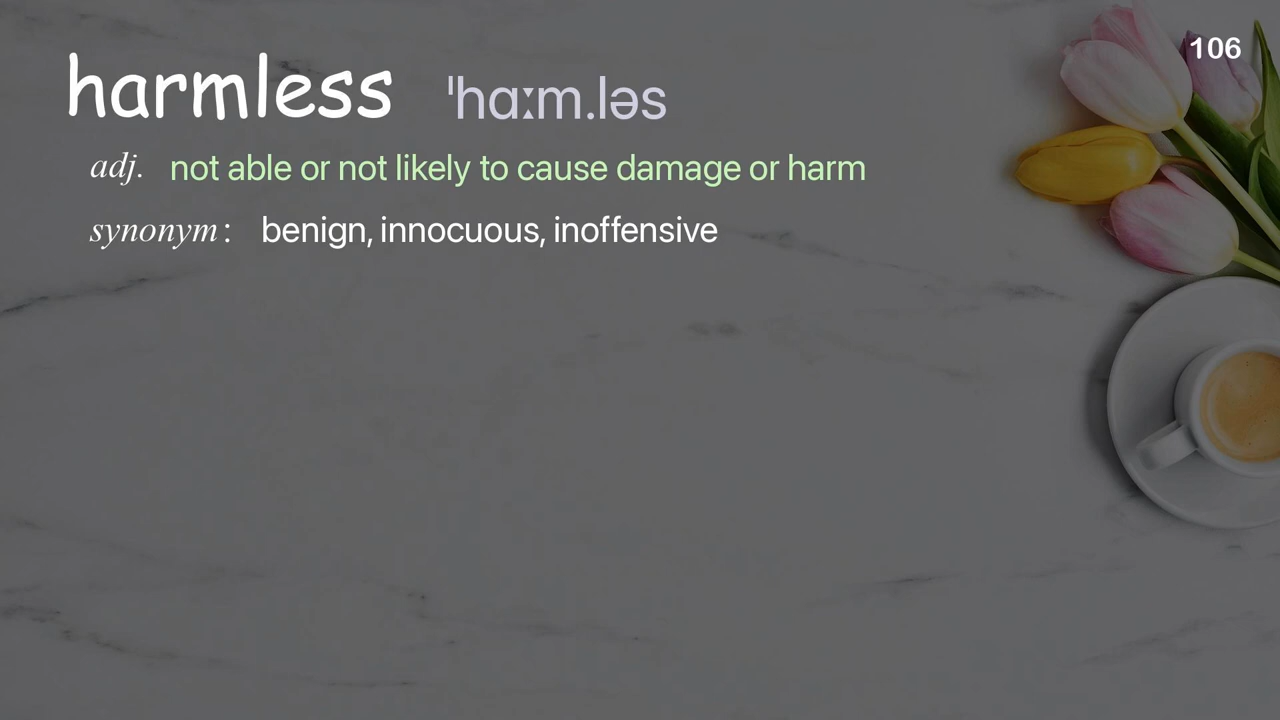 106
harmless ˈhɑːm.ləs
adj. not able or not likely to cause damage or harm
synonym : benign, innocuous, inoffensive